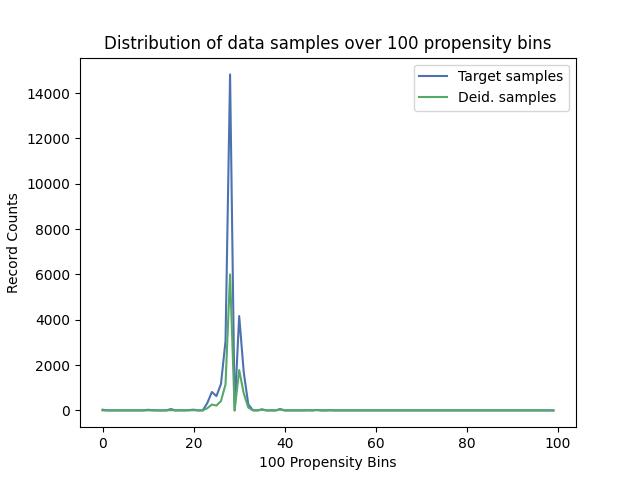 Distribution of data samples over 100 propensity bins
Target samples
Deid. samples
14000
12000
10000
8000
6000
4000
2000
0
Record Counts
0 20 40 60 80 100
100 Propensity Bins